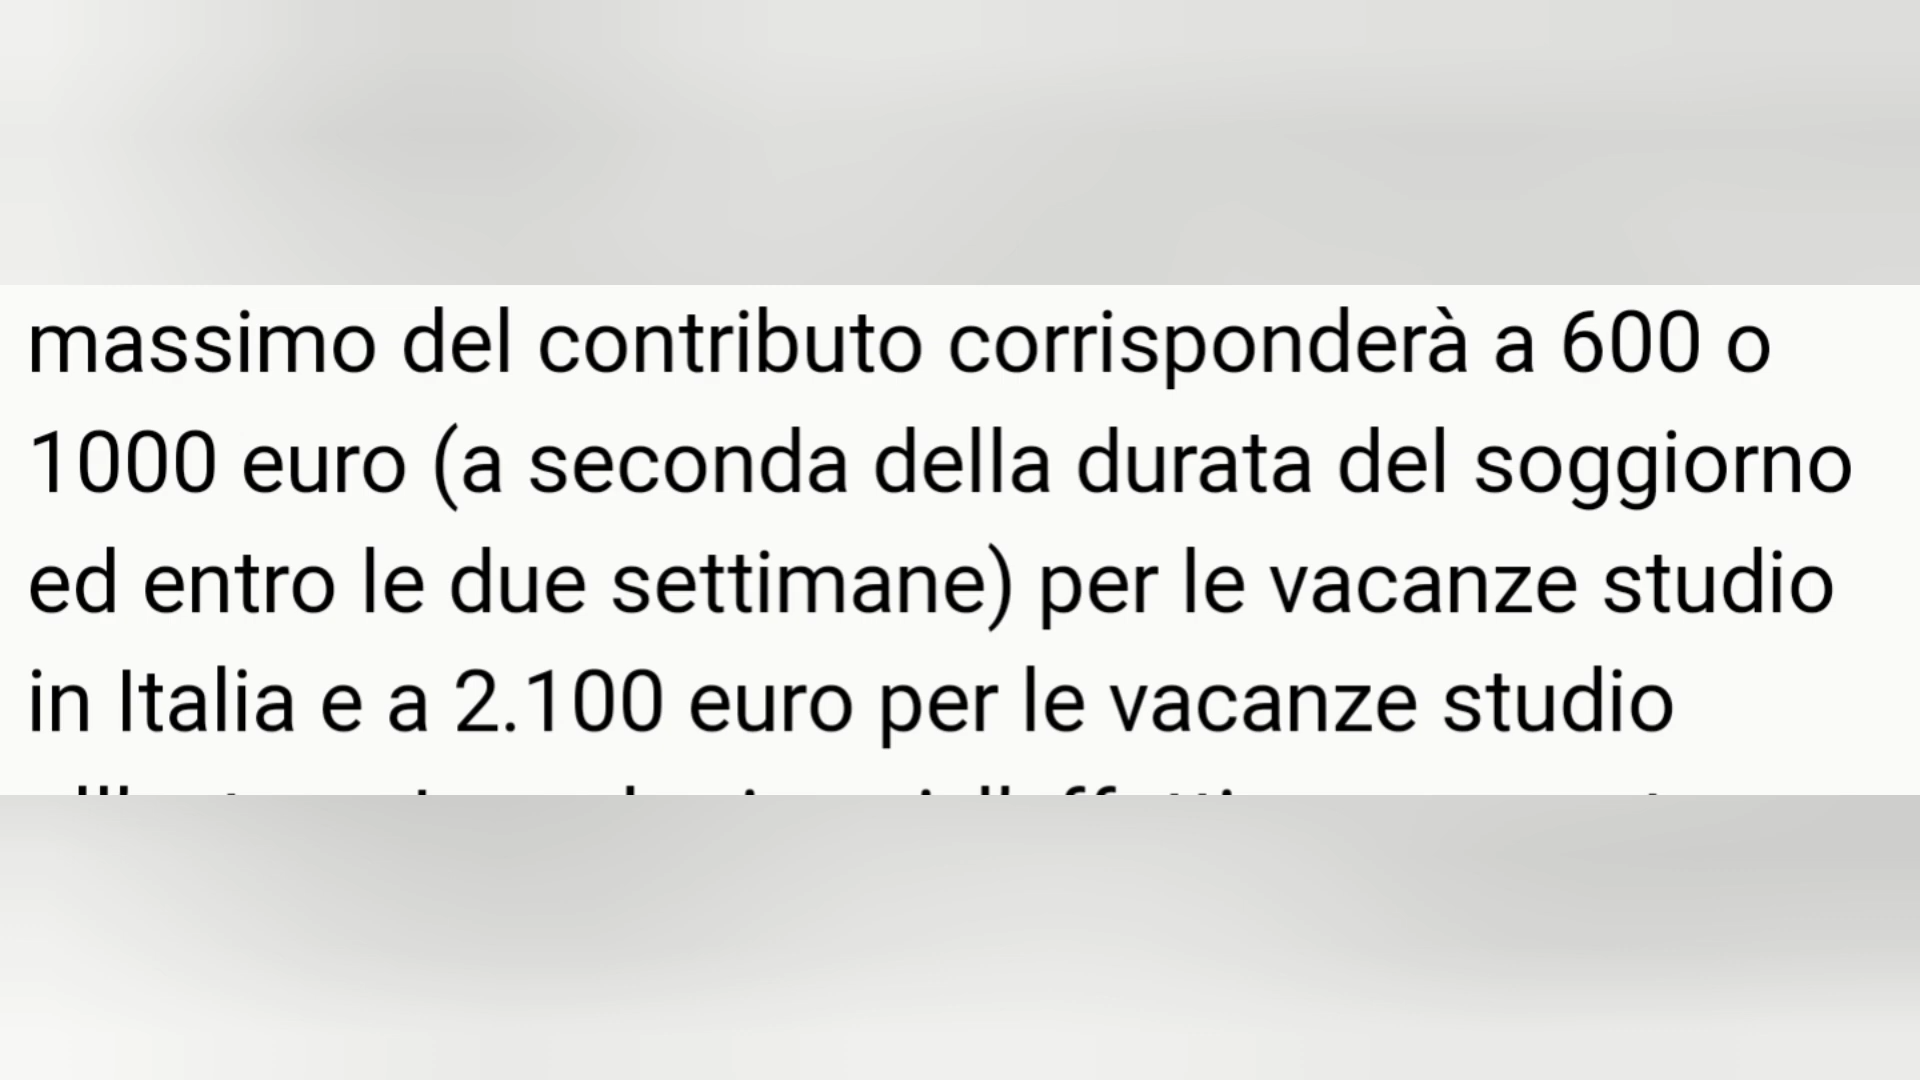 massimo del contributo corrisponderà a 600 o
1000 euro (a seconda della durata del soggiorno
ed entro le due settimane) per le vacanze studio
in Italia e a 2.100 euro per le vacanze studio